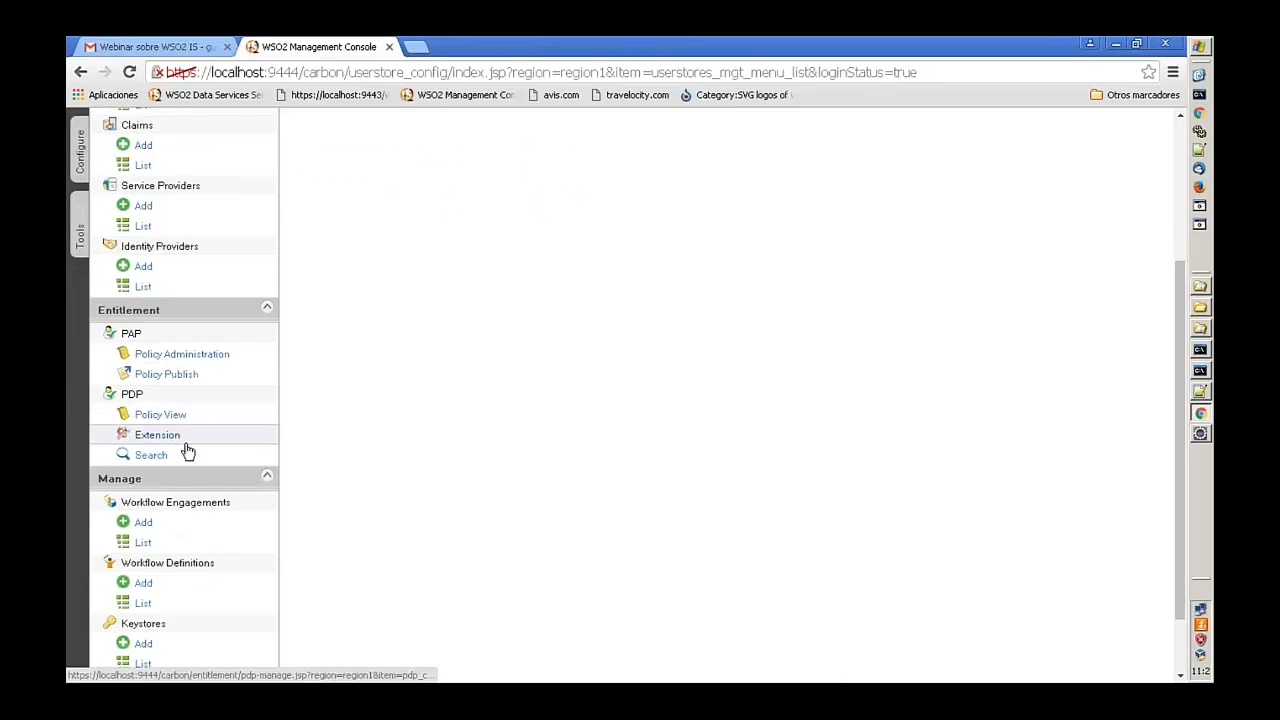 Webinar sobre WSO2 IS - gu
WSO2 Management Console
https://localhost:9444/carbon/userstore_config/index.jsp?region=region1&item=userstores_mgt_menu_list&loginStatus=true
Aplicaciones
WSO2 Data Services Se
https://localhost:9443/
WSO2 Management Co
avis.com
travelocity.com
Category:SVG logos of
Otros marcadores
Configure
Tools
Claims
Add
List
Service Providers
Add
List
Identity Providers
Add
List
Entitlement
PAP
Policy Administration
Policy Publish
PDP
Policy View
Extension
Search
Manage
Workflow Engagements
Add
List
Workflow Definitions
Add
List
Keystores
Add
List
https://localhost:9444/carbon/entitlement/pdp-manage.jsp?region=region1&item=pdp_c...
11:2